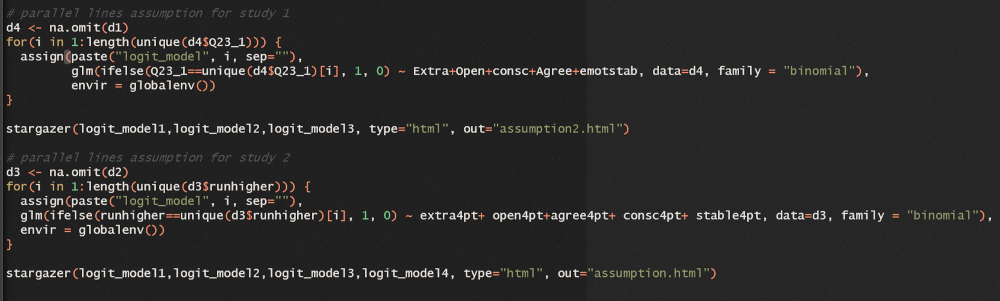 # parallel lines assumption for study 1
d4 <- na.omit(d1)
for(i in 1:length(unique(d4$Q23_1))) {
  assign(paste("logit_model", i, sep=""),
         glm(ifelse(Q23_1==unique(d4$Q23_1)[i], 1, 0) ~ Extra+Open+consc+Agree+emotstab, data=d4, family = "binomial"),
         envir = globalenv())
}

stargazer(logit_model1,logit_model2,logit_model3, type="html", out="assumption2.html")

# parallel lines assumption for study 2
d3 <- na.omit(d2)
for(i in 1:length(unique(d3$runhigher))) {
  assign(paste("logit_model", i, sep=""),
  glm(ifelse(runhigher==unique(d3$runhigher)[i], 1, 0) ~ extra4pt+ open4pt+agree4pt+ consc4pt+ stable4pt, data=d3, family = "binomial"),
  envir = globalenv())
}

stargazer(logit_model1,logit_model2,logit_model3,logit_model4, type="html", out="assumption.html")